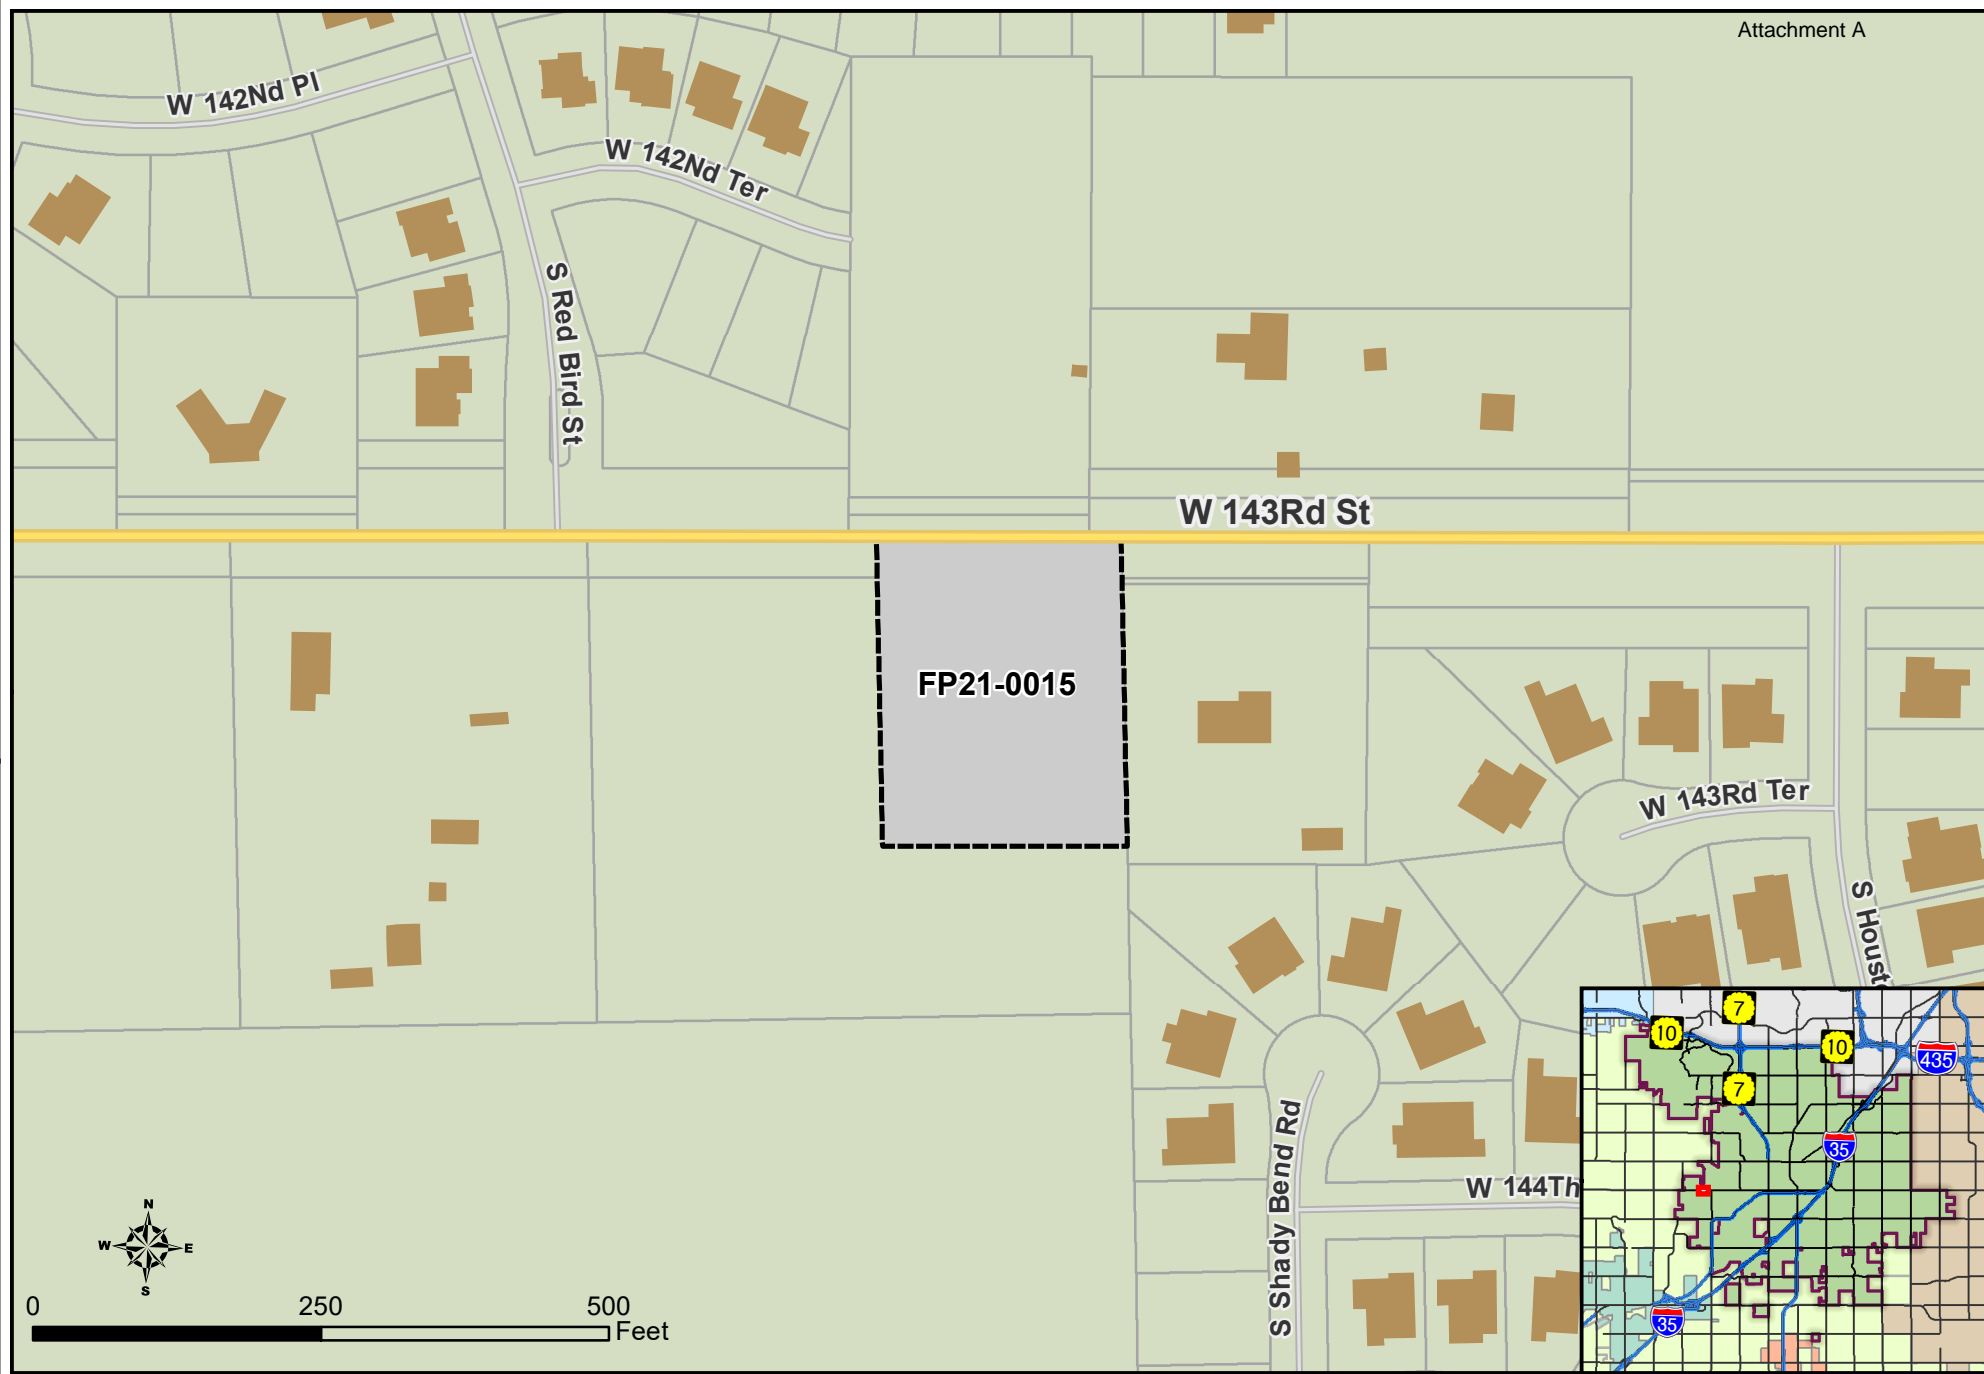 Attachment A
W 142Nd Pl
W 142Nd Ter
S Red Bird St
W 143Rd St
FP21-0015
W 143Rd Ter
S Housto
W 144Th
S Shady Bend Rd
N
W E
S
0 250 500
Feet
7
10
10
435
7
35
35